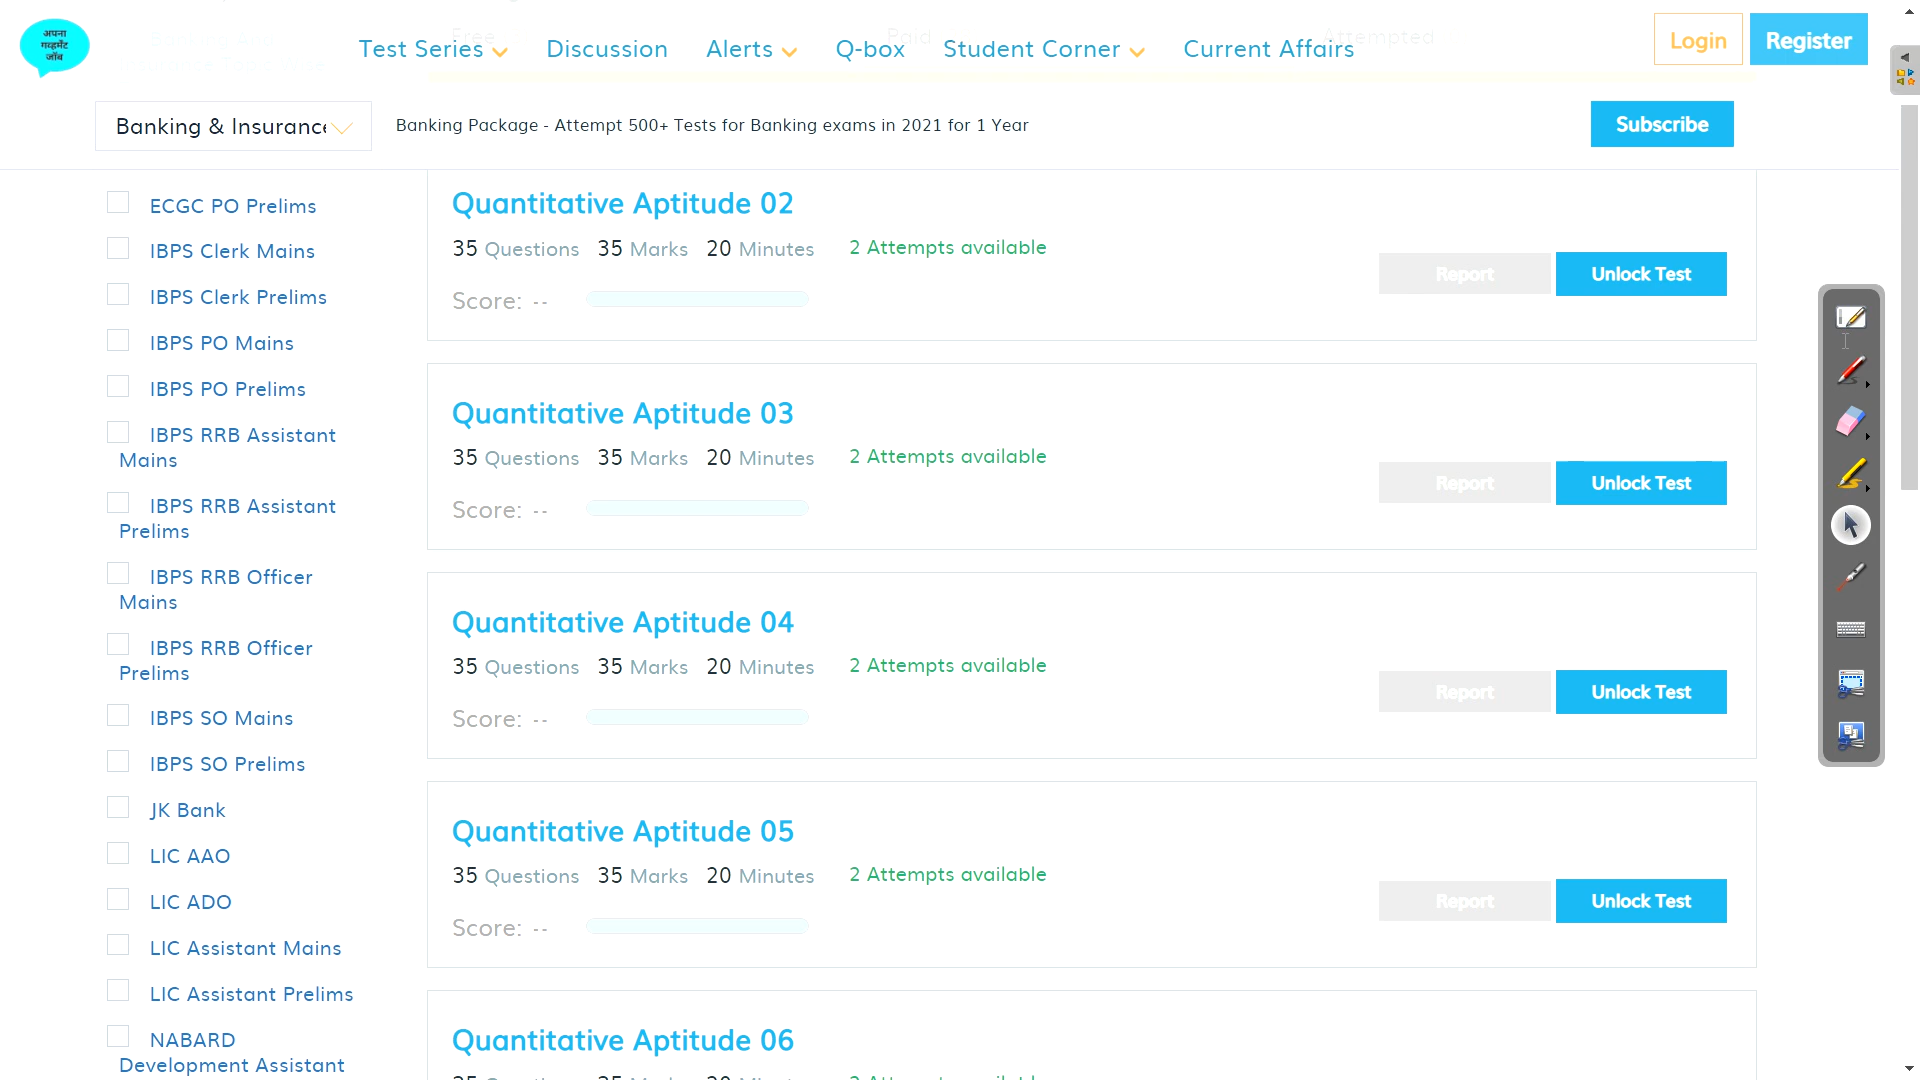 अपना
गव्हर्मेंट
जॉब
Test Series
Discussion
Alerts
Q-box
Student Corner
Current Affairs
Login
Register
Free
Paid
Attempted
Banking & Insurance
Banking Package - Attempt 500+ Tests for Banking exams in 2021 for 1 Year
Subscribe
ECGC PO Prelims
IBPS Clerk Mains
IBPS Clerk Prelims
IBPS PO Mains
IBPS PO Prelims
IBPS RRB Assistant
Mains
IBPS RRB Assistant
Prelims
IBPS RRB Officer
Mains
IBPS RRB Officer
Prelims
IBPS SO Mains
IBPS SO Prelims
JK Bank
LIC AAO
LIC ADO
LIC Assistant Mains
LIC Assistant Prelims
NABARD
Development Assistant
Quantitative Aptitude 02
35 Questions 35 Marks 20 Minutes 2 Attempts available
Report Unlock Test
Score: --
Quantitative Aptitude 03
35 Questions 35 Marks 20 Minutes 2 Attempts available
Report Unlock Test
Score: --
Quantitative Aptitude 04
35 Questions 35 Marks 20 Minutes 2 Attempts available
Report Unlock Test
Score: --
Quantitative Aptitude 05
35 Questions 35 Marks 20 Minutes 2 Attempts available
Report Unlock Test
Score: --
Quantitative Aptitude 06